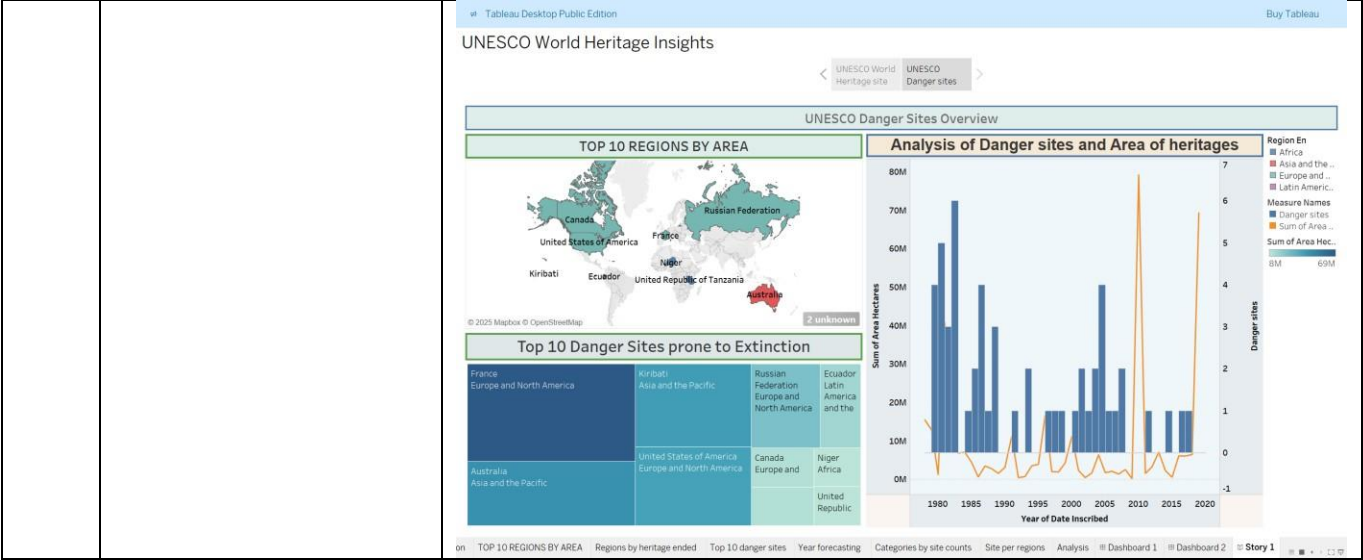 Tableau Desktop Public Edition
Buy Tableau
UNESCO World Heritage Insights
UNESCO World
Heritage site
UNESCO
Danger sites
UNESCO Danger Sites Overview
TOP 10 REGIONS BY AREA
Canada
Russian Federation
United States of America
France
Kiribati
Ecuador
Niger
United Republic of Tanzania
Australia
© 2025 Mapbox © OpenStreetMap
2 unknown
Top 10 Danger Sites prone to Extinction
France
Europe and North America
Australia
Asia and the Pacific
Kiribati
Asia and the Pacific
United States of America
Europe and North America
Russian
Federation
Europe and
North America
Ecuador
Latin
America
and the
Canada
Europe and
Niger
Africa
United
Republic
Analysis of Danger sites and Area of heritages
80M
70M
60M
50M
40M
30M
20M
10M
0M
Sum of Area Hectares
7
6
5
4
3
2
1
0
-1
Danger sites
1980 1985 1990 1995 2000 2005 2010 2015 2020
Year of Date Inscribed
Region En
Africa
Asia and the ..
Europe and ..
Latin Americ..
Measure Names
Danger sites
Sum of Area ..
Sum of Area Hec..
8M 69M
on TOP 10 REGIONS BY AREA Regions by heritage ended Top 10 danger sites Year forecasting Categories by site counts Site per regions Analysis Dashboard 1 Dashboard 2 Story 1